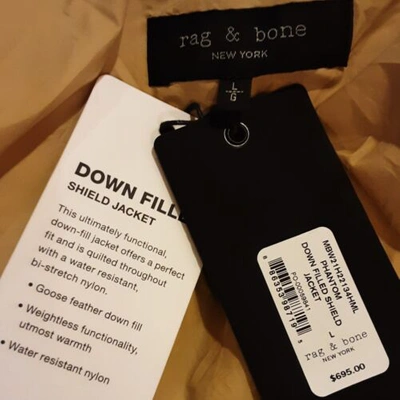 rag & bone
NEW YORK
L
G
DOWN FILLE
SHIELD JACKET
This ultimately functional,
down-fill jacket offers a perfect
fit and is quilted throughout
with a water resistant,
bi-stretch nylon.
• Goose feather down fill
• Weightless functionality,
utmost warmth
• Water resistant nylon
MBW21H22134HML
PHANTOM
DOWN FILLED SHIELD
JACKET
L
rag & bone
NEW YORK
$695.00